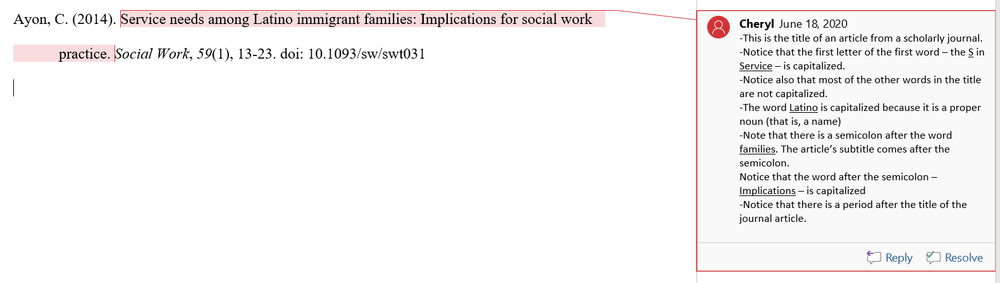 Ayon, C. (2014). Service needs among Latino immigrant families: Implications for social work
practice. Social Work, 59(1), 13-23. doi: 10.1093/sw/swt031
Cheryl June 18, 2020
-This is the title of an article from a scholarly journal.
-Notice that the first letter of the first word – the S in
Service – is capitalized.
-Notice also that most of the other words in the title
are not capitalized.
-The word Latino is capitalized because it is a proper
noun (that is, a name)
-Note that there is a semicolon after the word
families. The article’s subtitle comes after the
semicolon.
Notice that the word after the semicolon –
Implications – is capitalized
-Notice that there is a period after the title of the
journal article.
Reply Resolve